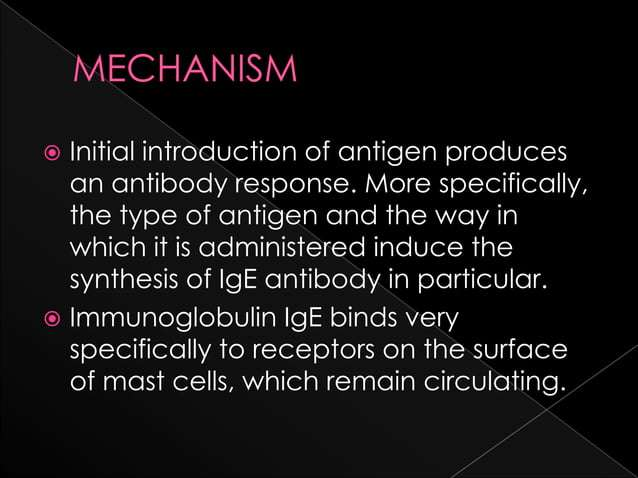 MECHANISM
Initial introduction of antigen produces
an antibody response. More specifically,
the type of antigen and the way in
which it is administered induce the
synthesis of IgE antibody in particular.
Immunoglobulin IgE binds very
specifically to receptors on the surface
of mast cells, which remain circulating.